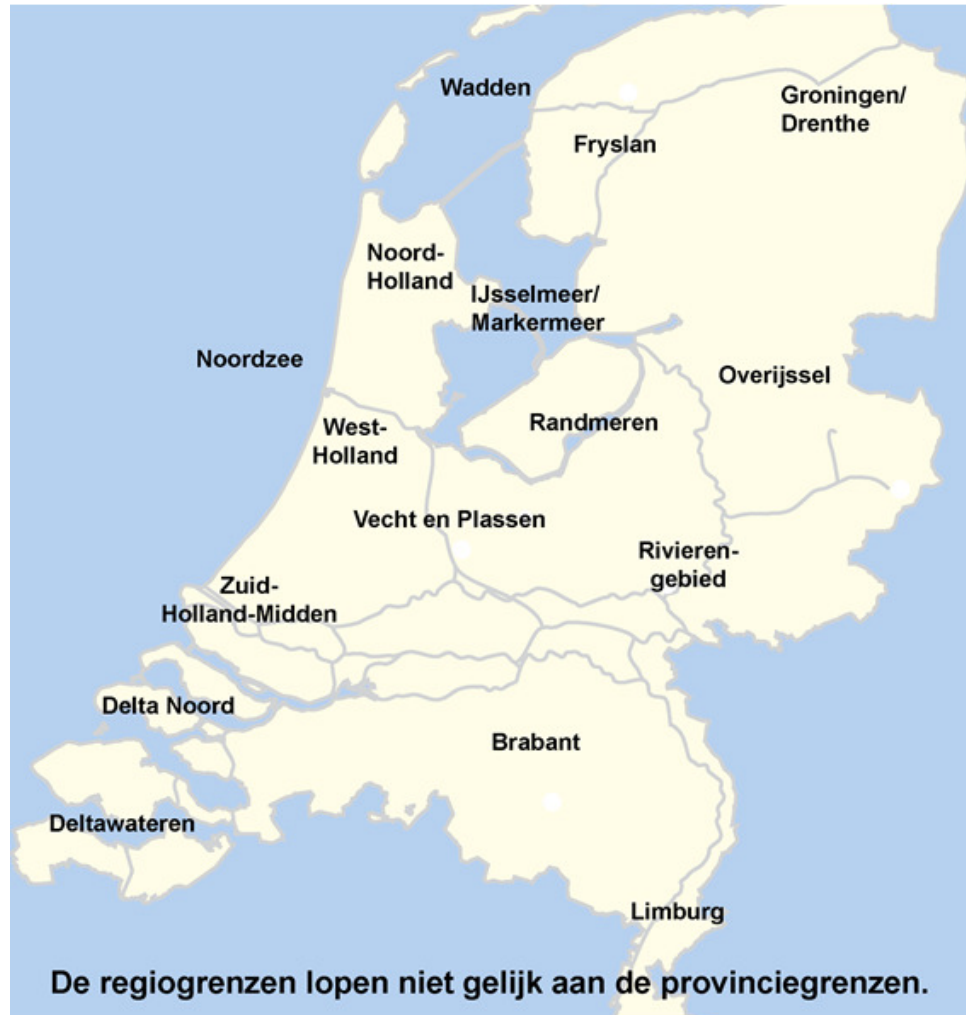 Wadden
Groningen/
Drenthe
Fryslan
Noord-
Holland
IJsselmeer/
Markermeer
Noordzee
Overijssel
West-
Holland
Randmeren
Vecht en Plassen
Rivieren-
gebied
Zuid-
Holland-Midden
Delta Noord
Brabant
Deltawateren
Limburg
De regiogrenzen lopen niet gelijk aan de provinciegrenzen.